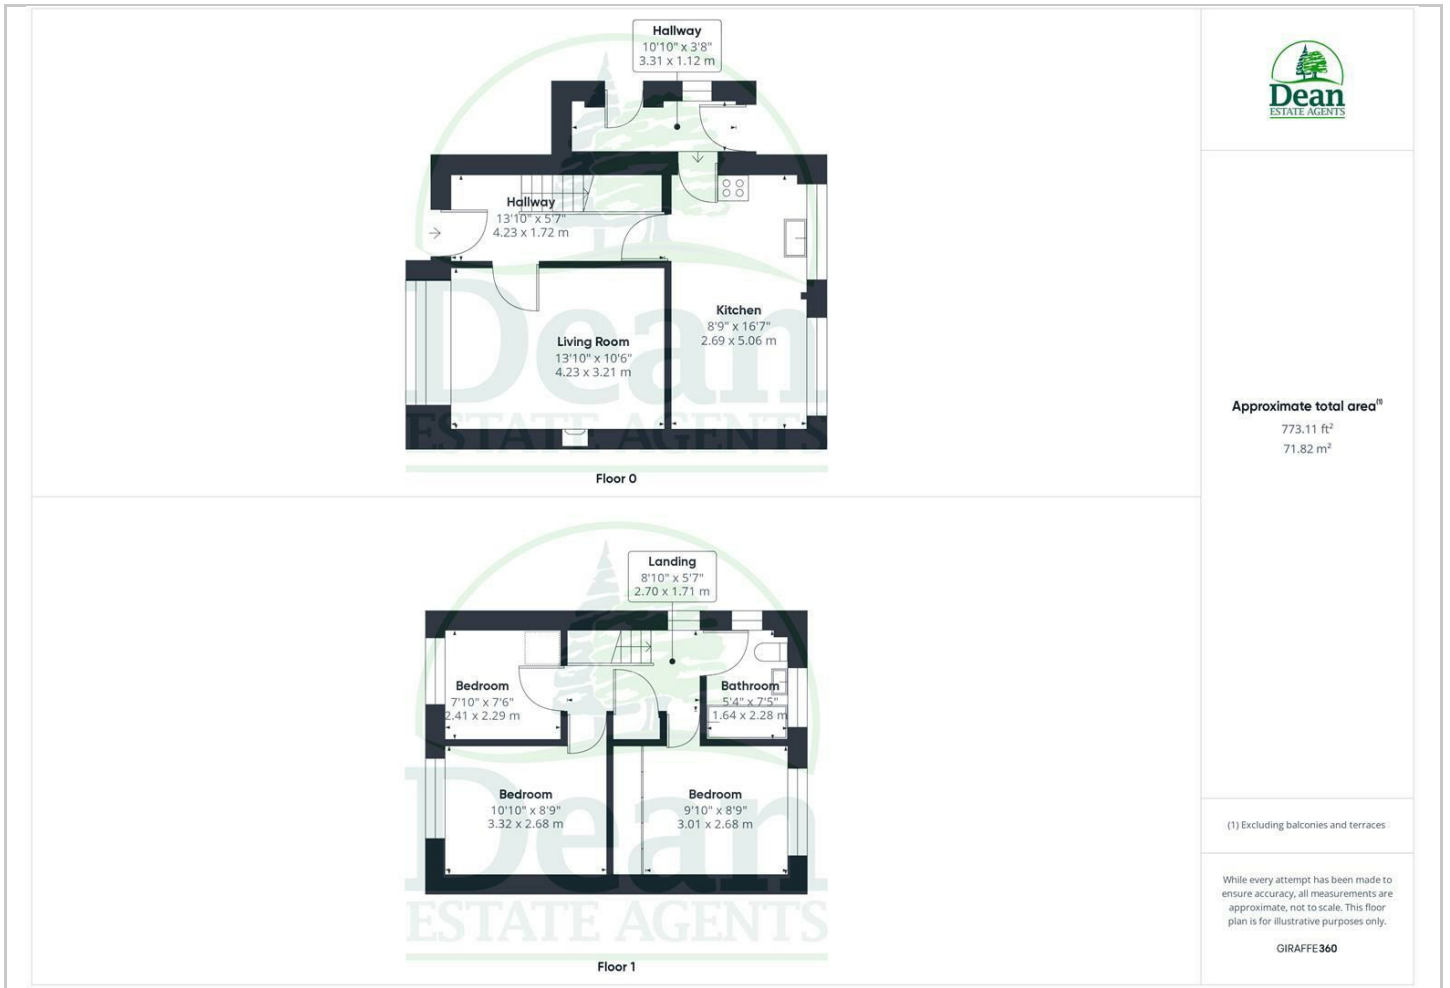 Hallway
10'10" x 3'8"
3.31 x 1.12 m
Hallway
13'10" x 5'7"
4.23 x 1.72 m
Kitchen
8'9" x 16'7"
2.69 x 5.06 m
Living Room
13'10" x 10'6"
4.23 x 3.21 m
Dean
ESTATE AGENTS
Floor 0
Landing
8'10" x 5'7"
2.70 x 1.71 m
Bedroom
7'10" x 7'6"
2.41 x 2.29 m
Bathroom
5'4" x 7'5"
1.64 x 2.28 m
Bedroom
10'10" x 8'9"
3.32 x 2.68 m
Bedroom
9'10" x 8'9"
3.01 x 2.68 m
Dean
ESTATE AGENTS
Floor 1
Dean
ESTATE AGENTS
Approximate total area(1)
773.11 ft²
71.82 m²
(1) Excluding balconies and terraces
While every attempt has been made to
ensure accuracy, all measurements are
approximate, not to scale. This floor
plan is for illustrative purposes only.
GIRAFFE360